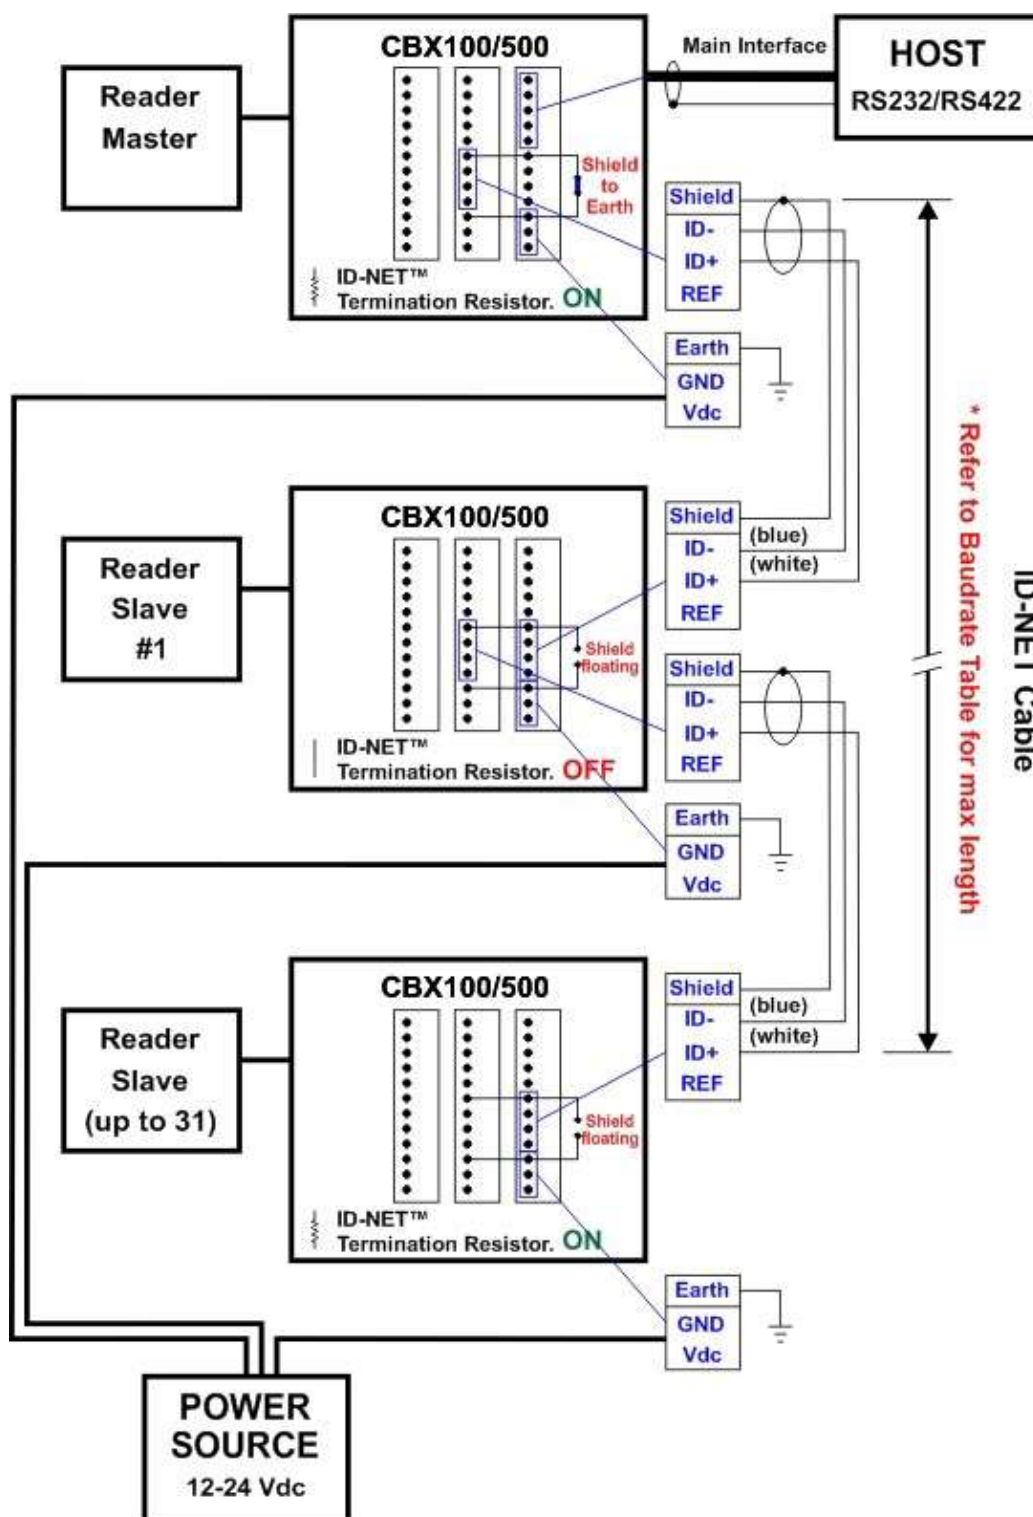 CBX100/500
Main Interface
HOST
RS232/RS422
Reader
Master
Shield
to
Earth
ID-NET™
Termination Resistor. ON
Shield
ID-
ID+
REF
Earth
GND
Vdc
CBX100/500
Reader
Slave
#1
Shield
floating
ID-NET™
Termination Resistor. OFF
Shield
ID-
ID+
REF
(blue)
(white)
Shield
ID-
ID+
REF
Earth
GND
Vdc
CBX100/500
Reader
Slave
(up to 31)
Shield
floating
ID-NET™
Termination Resistor. ON
Shield
ID-
ID+
REF
(blue)
(white)
Earth
GND
Vdc
* Refer to Baudrate Table for max length
ID-NET Cable
POWER
SOURCE
12-24 Vdc